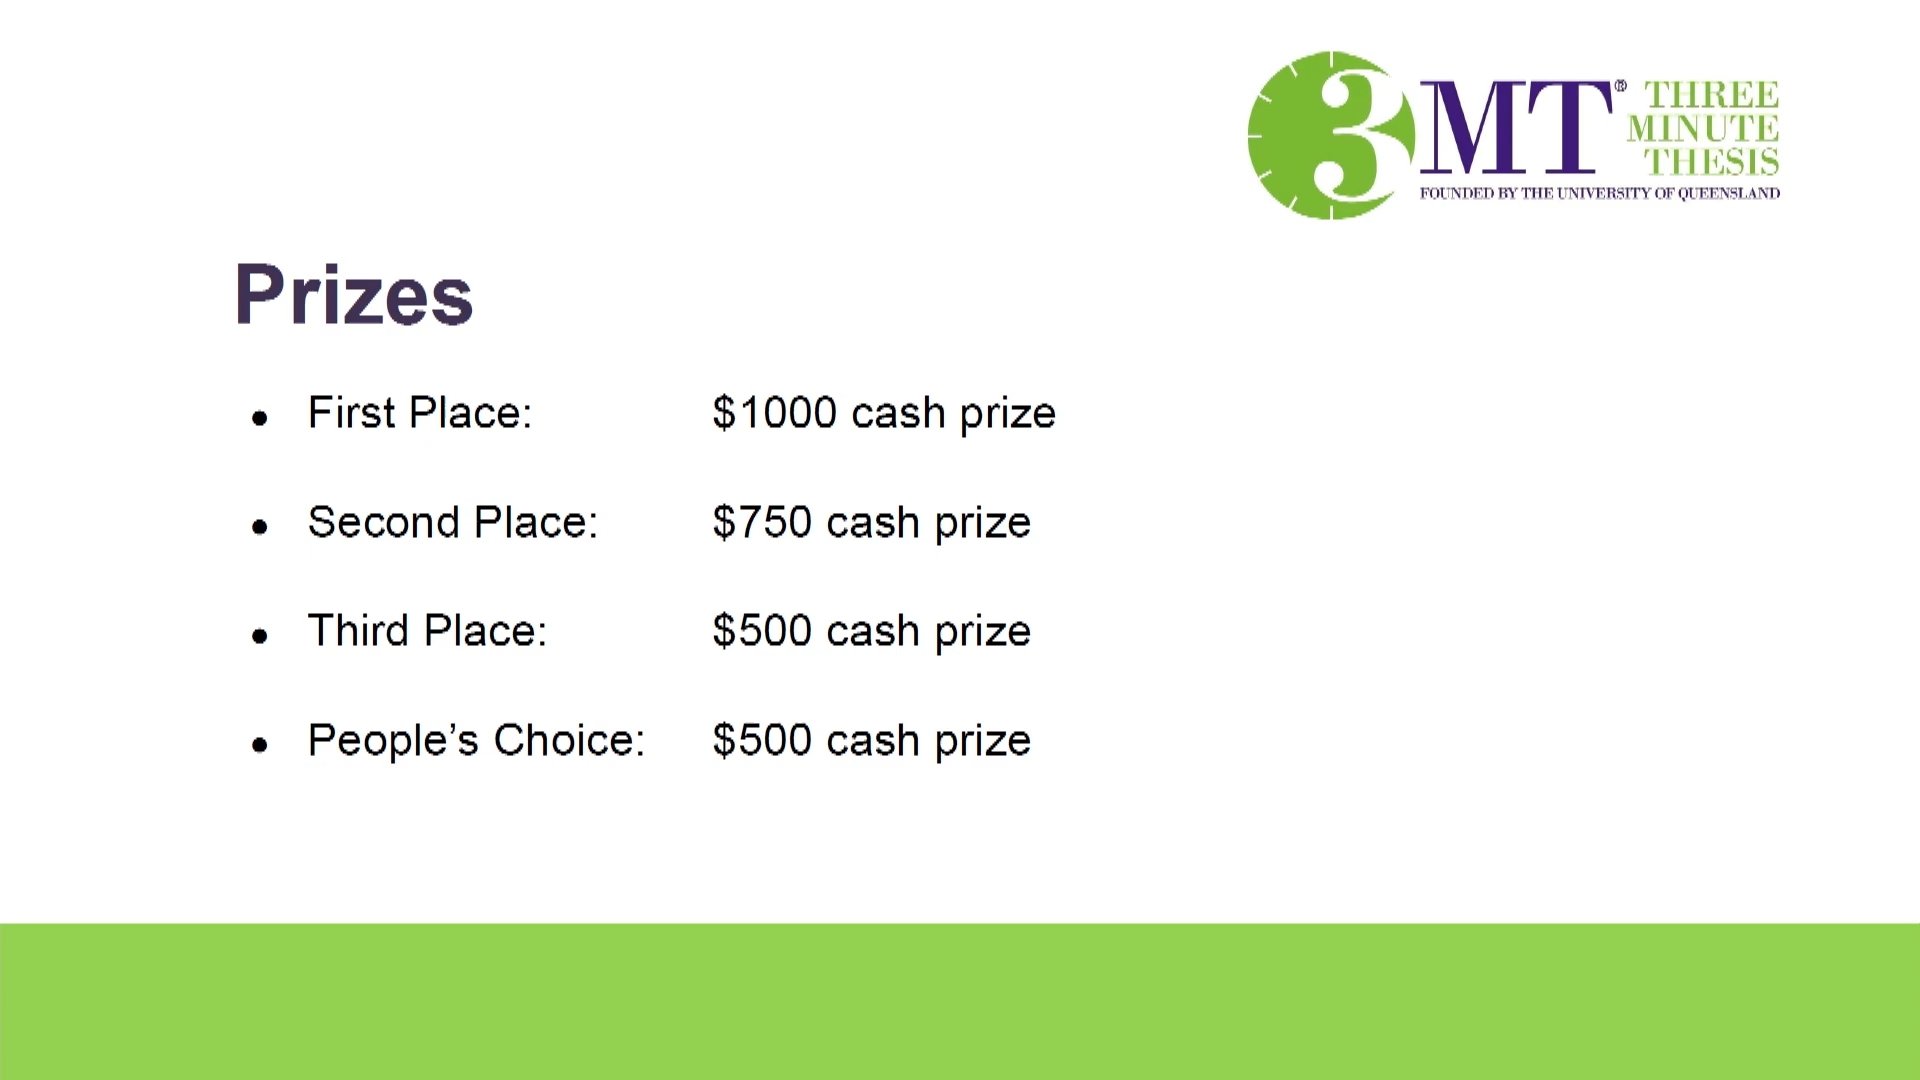 3MT® THREE
MINUTE
THESIS
FOUNDED BY THE UNIVERSITY OF QUEENSLAND
Prizes
• First Place: $1000 cash prize
• Second Place: $750 cash prize
• Third Place: $500 cash prize
• People’s Choice: $500 cash prize